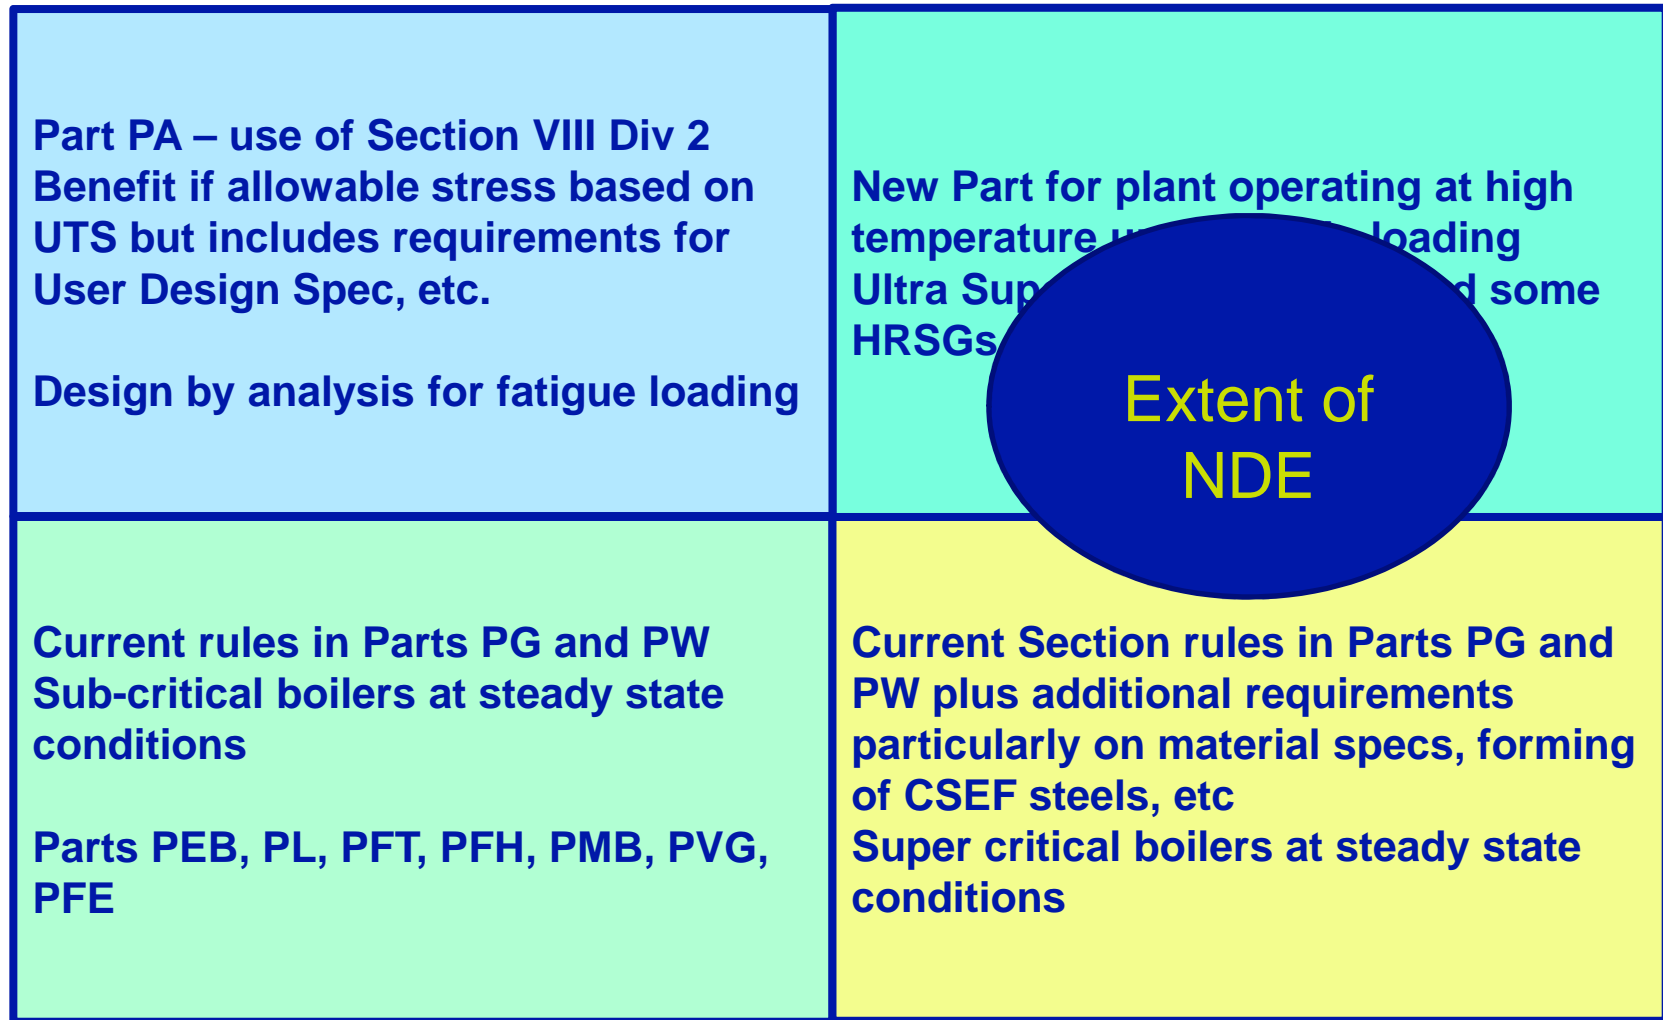 Part PA – use of Section VIII Div 2
Benefit if allowable stress based on
UTS but includes requirements for
User Design Spec, etc.
Design by analysis for fatigue loading
New Part for plant operating at high
temperature loading
Ultra some
HRSGs
Extent of
NDE
Current rules in Parts PG and PW
Sub-critical boilers at steady state
conditions
Parts PEB, PL, PFT, PFH, PMB, PVG,
PFE
Current Section rules in Parts PG and
PW plus additional requirements
particularly on material specs, forming
of CSEF steels, etc
Super critical boilers at steady state
conditions